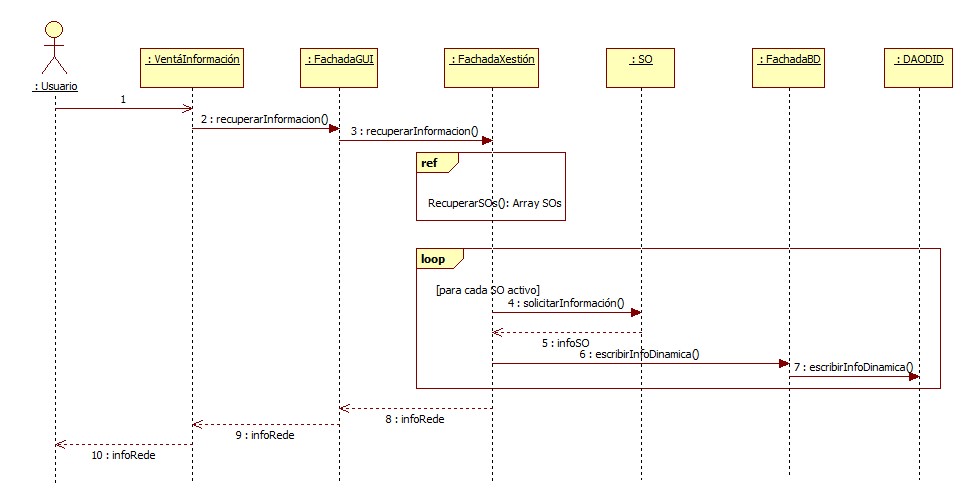 : Usuario
: VentáInformación
: FachadaGUI
: FachadaXestión
: SO
: FachadaBD
: DAODID
1
2 : recuperarInformacion()
3 : recuperarInformacion()
ref
RecuperarSOs(): Array SOs
loop
[para cada SO activo]
4 : solicitarInformación()
5 : infoSO
6 : escribirInfoDinamica()
7 : escribirInfoDinamica()
8 : infoRede
9 : infoRede
10 : infoRede